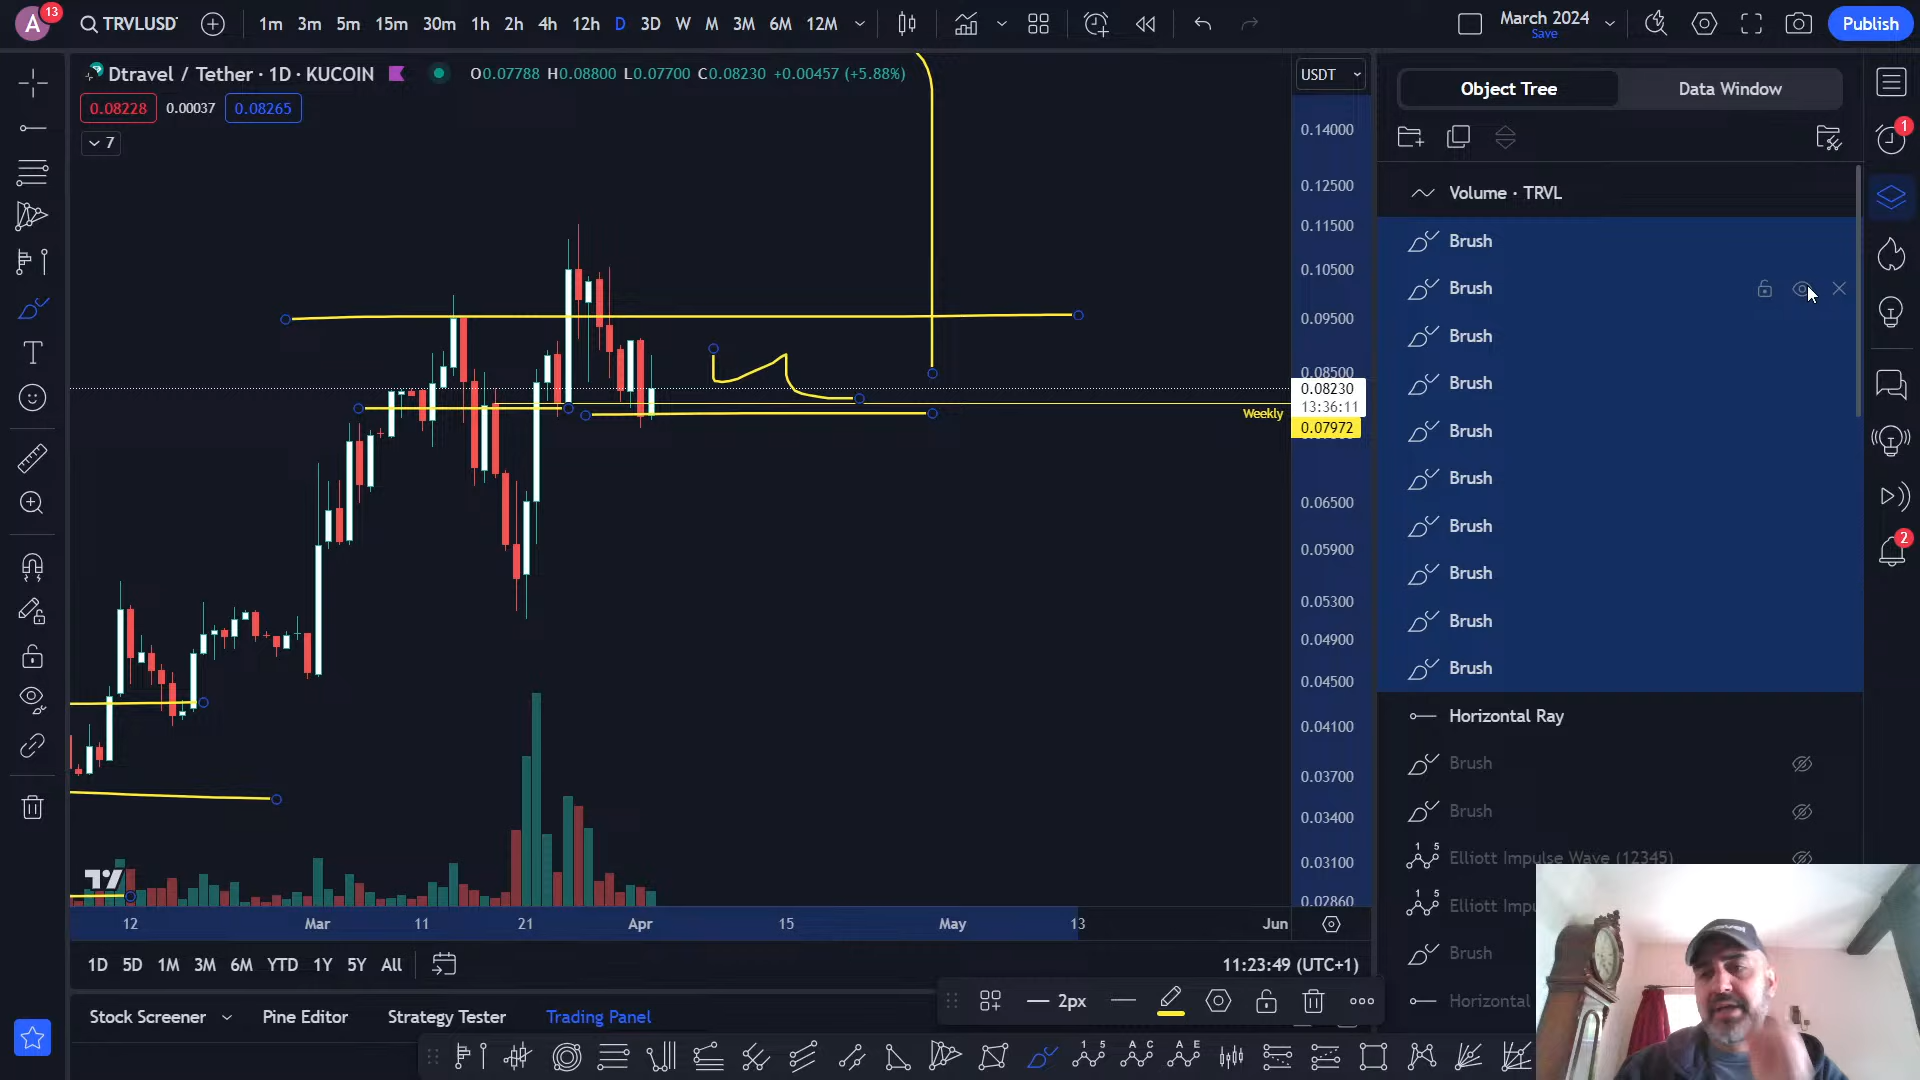 A 13 TRVLUSDT 1m 3m 5m 15m 30m 1h 2h 4h 12h D 3D W M 3M 6M 12M March 2024 Publish
Save
Dtravel / Tether · 1D · KUCOIN O0.07788 H0.08800 L0.07700 C0.08230 +0.00457 (+5.88%) USDT
0.08228 0.00037 0.08265
7
Object Tree Data Window
1
2
Volume · TRVL
Brush
Brush
Brush
Brush
Brush
Brush
Brush
Brush
Brush
Brush
Horizontal Ray
Brush
Brush
Elliott Impulse Wave (12345)
Brush
Horizontal
0.14000
0.12500
0.11500
0.10500
0.09500
0.08500
0.08230
13:36:11
Weekly 0.07972
0.06500
0.05900
0.05300
0.04900
0.04500
0.04100
0.03700
0.03400
0.03100
0.02860
12 Mar 11 21 Apr 15 May 13 Jun
1D 5D 1M 3M 6M YTD 1Y 5Y All 11:23:49 (UTC+1)
2px
Stock Screener Pine Editor Strategy Tester Trading Panel